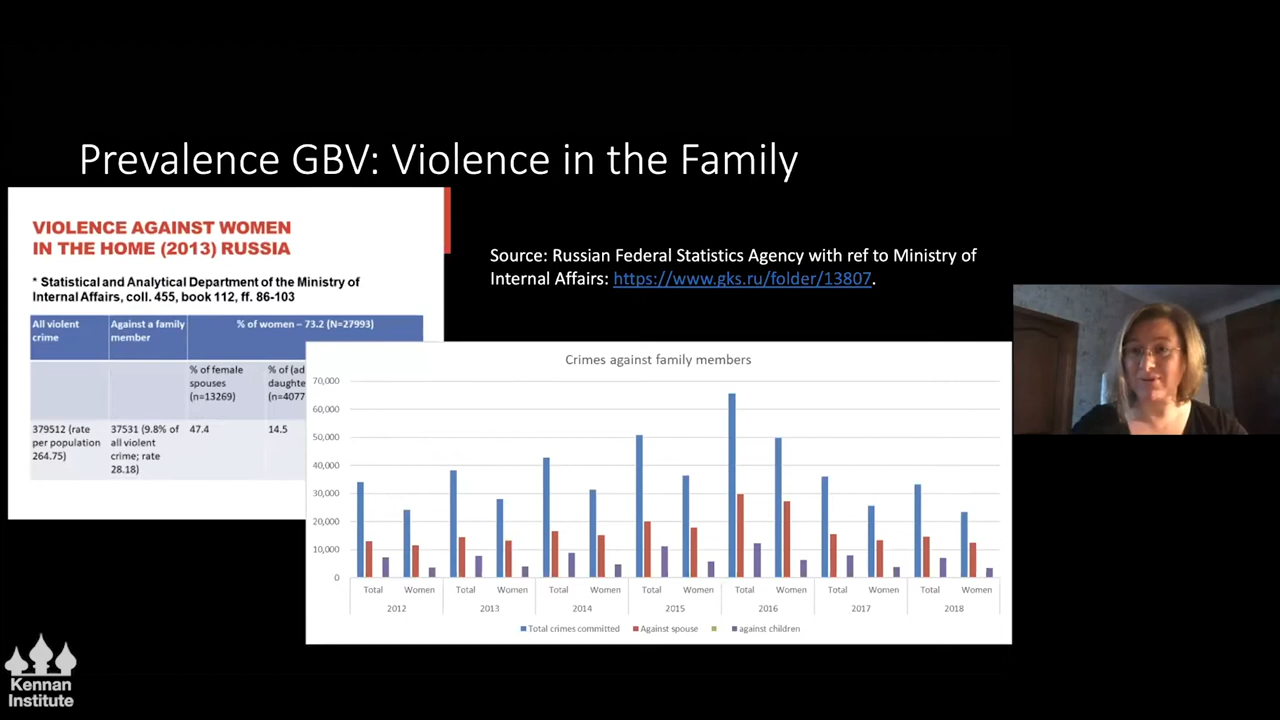 Prevalence GBV: Violence in the Family
VIOLENCE AGAINST WOMEN
IN THE HOME (2013) RUSSIA
* Statistical and Analytical Department of the Ministry of
Internal Affairs, coll. 455, book 112, ff. 86-103
All violent
crime
Against a family
member
% of women – 73.2 (N=27993)
% of female
spouses
(n=13269)
% of (ad
daughte
(n=4077
379512 (rate
per population
264.75)
37531 (9.8% of
all violent
crime; rate
28.18)
47.4
14.5
Source: Russian Federal Statistics Agency with ref to Ministry of
Internal Affairs: https://www.gks.ru/folder/13807.
Crimes against family members
70,000
60,000
50,000
40,000
30,000
20,000
10,000
0
Total Women Total Women Total Women Total Women Total Women Total Women Total Women
2012 2013 2014 2015 2016 2017 2018
Total crimes committed Against spouse against children
Kennan
Institute